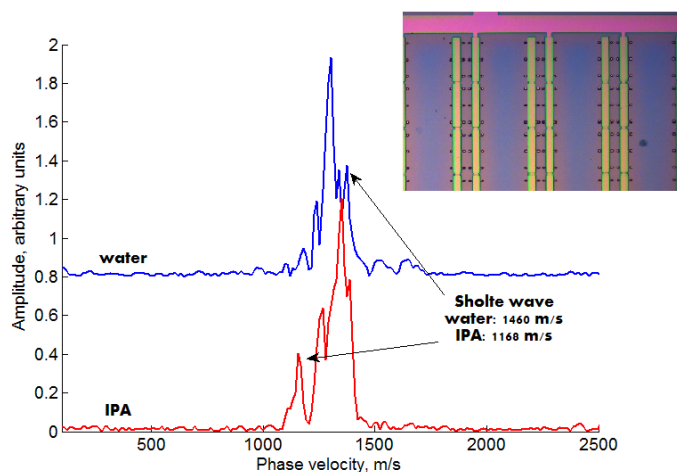 2
1.8
1.6
1.4
1.2
1
0.8
0.6
0.4
0.2
0
Amplitude, arbitrary units
water
IPA
Sholte wave
water: 1460 m/s
IPA: 1168 m/s
500
1000
1500
2000
2500
Phase velocity, m/s